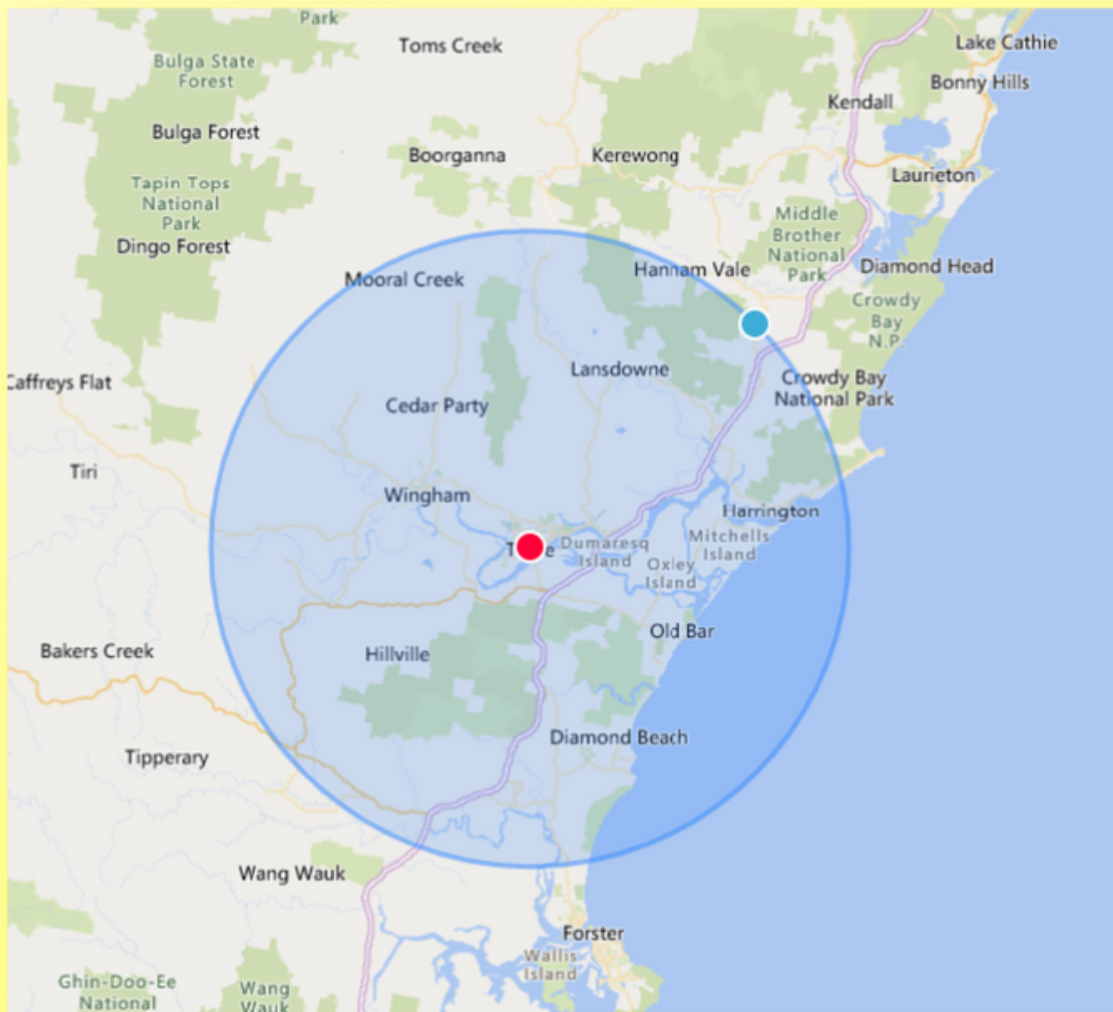 Park
Toms Creek
Lake Cathie
Bulga State
Forest
Bonny Hills
Kendall
Bulga Forest
Boorganna
Kerewong
Laurieton
Tapin Tops
National
Park
Middle
Brother
National
Park
Dingo Forest
Mooral Creek
Hannam Vale
Diamond Head
Crowdy
Bay
N.P.
Lansdowne
Caffreys Flat
Crowdy Bay
National Park
Cedar Party
Tiri
Wingham
Harrington
Dumaresq
Island
Mitchells
Island
Oxley
Island
Old Bar
Bakers Creek
Hillville
Diamond Beach
Tipperary
Wang Wauk
Forster
Wallis
Island
Ghin-Doo-Ee
National
Wang
Wauk